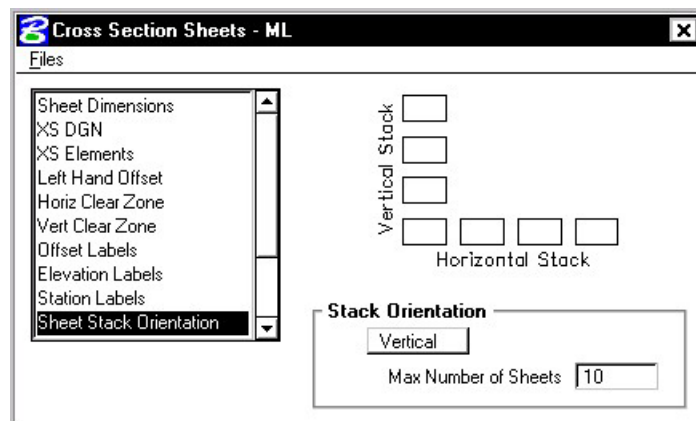 Cross Section Sheets - ML
Files
Sheet Dimensions
XS DGN
XS Elements
Left Hand Offset
Horiz Clear Zone
Vert Clear Zone
Offset Labels
Elevation Labels
Station Labels
Sheet Stack Orientation
Vertical Stack
Horizontal Stack
Stack Orientation
Vertical
Max Number of Sheets 10